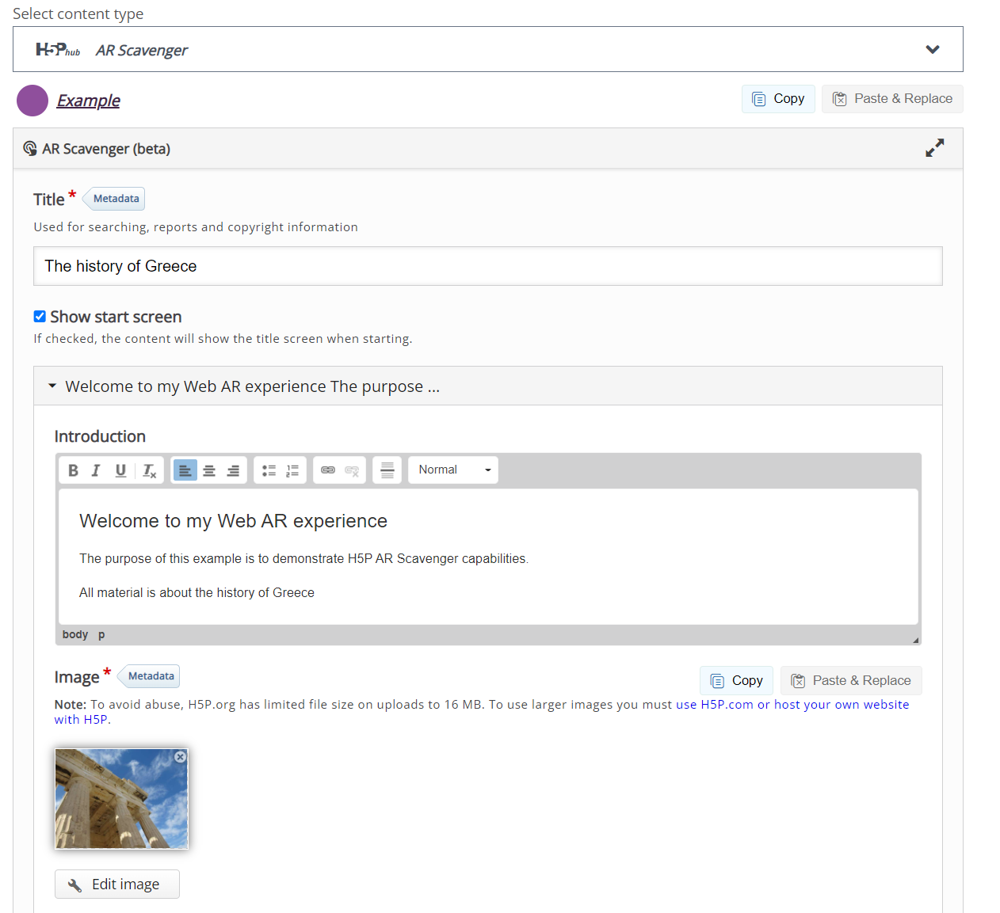 Select content type
H5Phub AR Scavenger
Example Copy Paste & Replace
AR Scavenger (beta)
Title * Metadata
Used for searching, reports and copyright information
The history of Greece
Show start screen
If checked, the content will show the title screen when starting.
Welcome to my Web AR experience The purpose ...
Introduction
B I U Tx Normal
Welcome to my Web AR experience
The purpose of this example is to demonstrate H5P AR Scavenger capabilities.
All material is about the history of Greece
body p
Image * Metadata Copy Paste & Replace
Note: To avoid abuse, H5P.org has limited file size on uploads to 16 MB. To use larger images you must use H5P.com or host your own website
with H5P.
Edit image